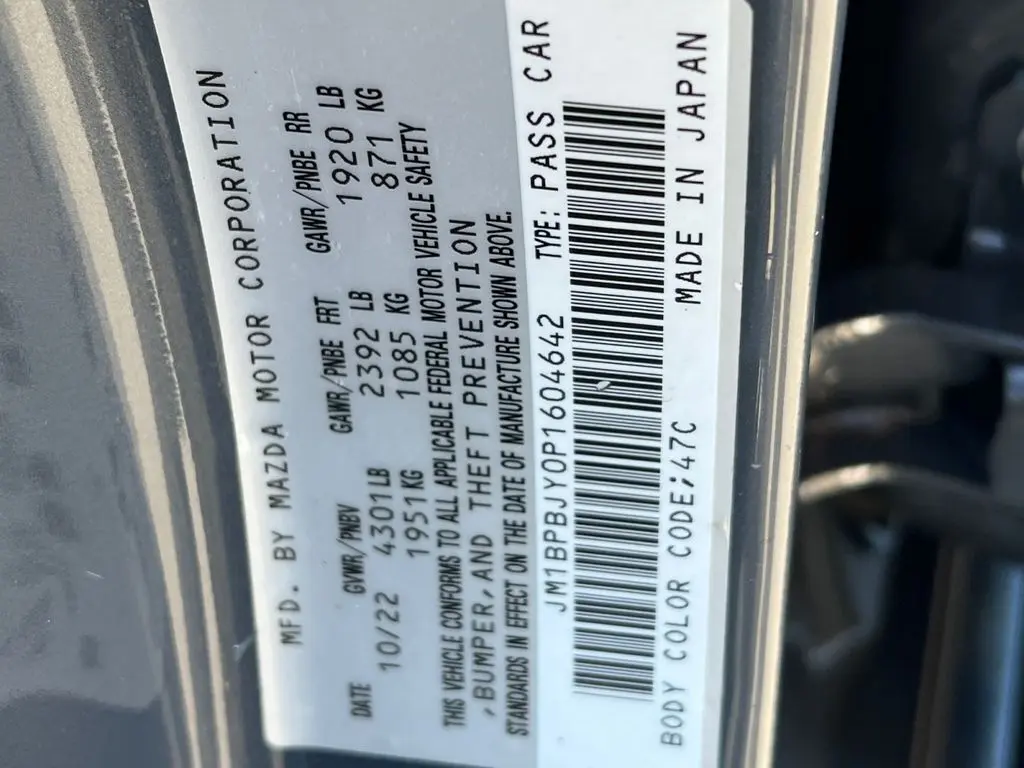 MFD. BY MAZDA MOTOR CORPORATION
DATE GVWR/PNBV GAWR/PNBE FRT GAWR/PNBE RR
10/22 4301LB 2392 LB 1920 LB
1951KG 1085 KG 871 KG
THIS VEHICLE CONFORMS TO ALL APPLICABLE FEDERAL MOTOR VEHICLE SAFETY
,BUMPER,AND THEFT PREVENTION
STANDARDS IN EFFECT ON THE DATE OF MANUFACTURE SHOWN ABOVE.
JM1BPBJY0P1604642 TYPE: PASS CAR
BODY COLOR CODE;47C MADE IN JAPAN